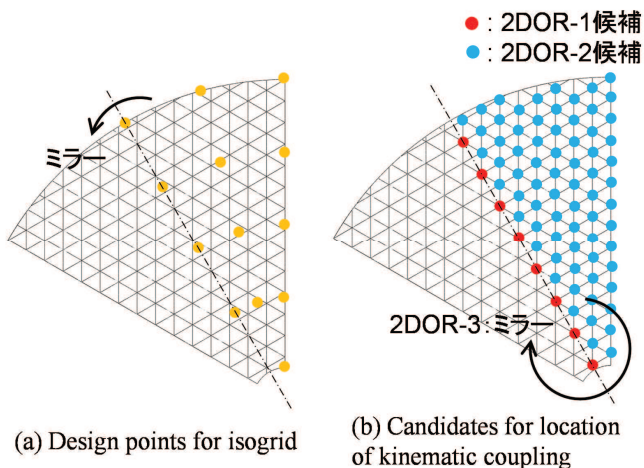 ● : 2DOR-1候補
● : 2DOR-2候補
ミラー
2DOR-3:ミラー
(a) Design points for isogrid
(b) Candidates for location
of kinematic coupling